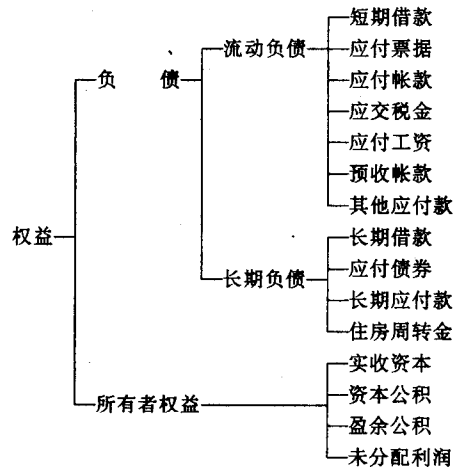 权益
负 债
流动负债
短期借款
应付票据
应付帐款
应交税金
应付工资
预收帐款
其他应付款
长期负债
长期借款
应付债券
长期应付款
住房周转金
所有者权益
实收资本
资本公积
盈余公积
未分配利润